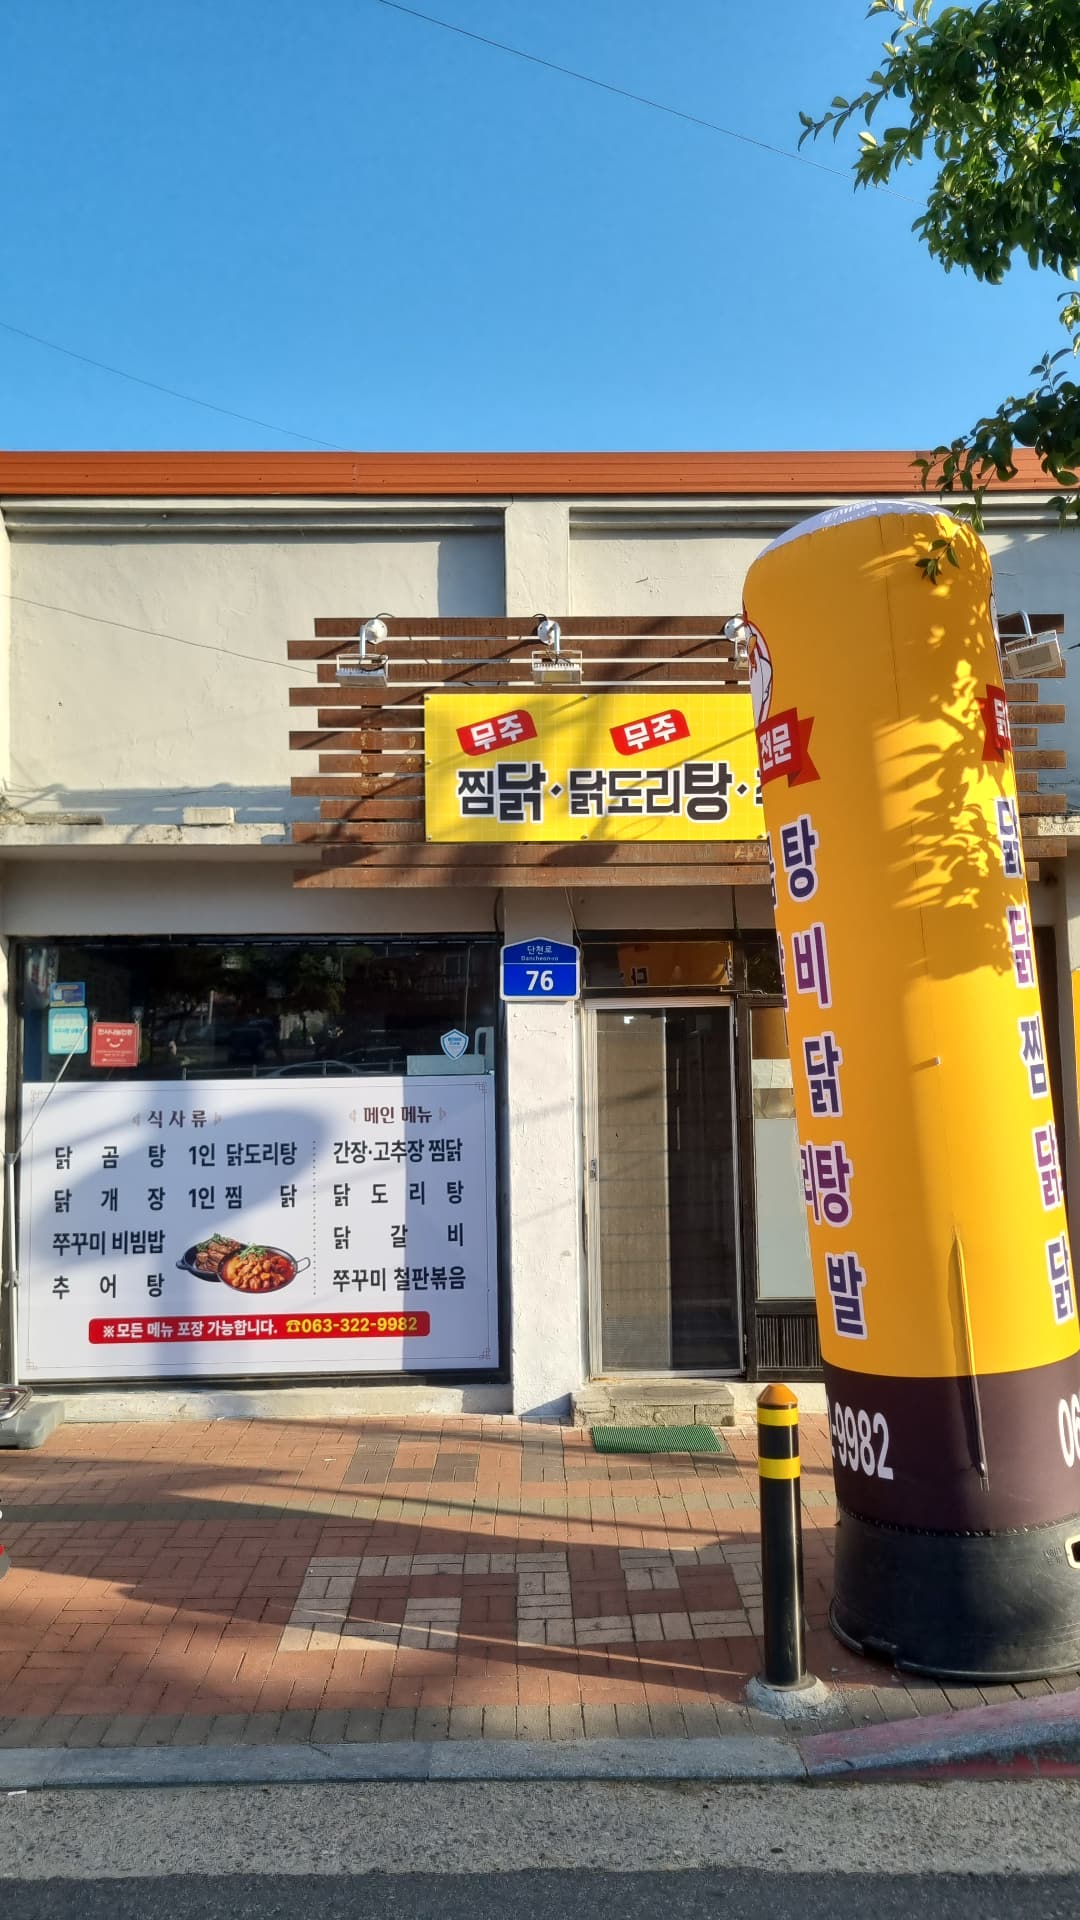 무주 무주
찜닭·닭도리탕·
전문
탕
비
닭
리탕
발
-9982
닭
닭
찜
닭
닭
06
단천로
Dancheon-ro
76
식사류
닭곰탕 1인 닭도리탕
닭개장 1인 찜닭
쭈꾸미 비빔밥
추어탕
메인 메뉴
간장·고추장 찜닭
닭도리탕
닭갈비
쭈꾸미 철판볶음
※모든 메뉴 포장 가능합니다. ☎063-322-9982